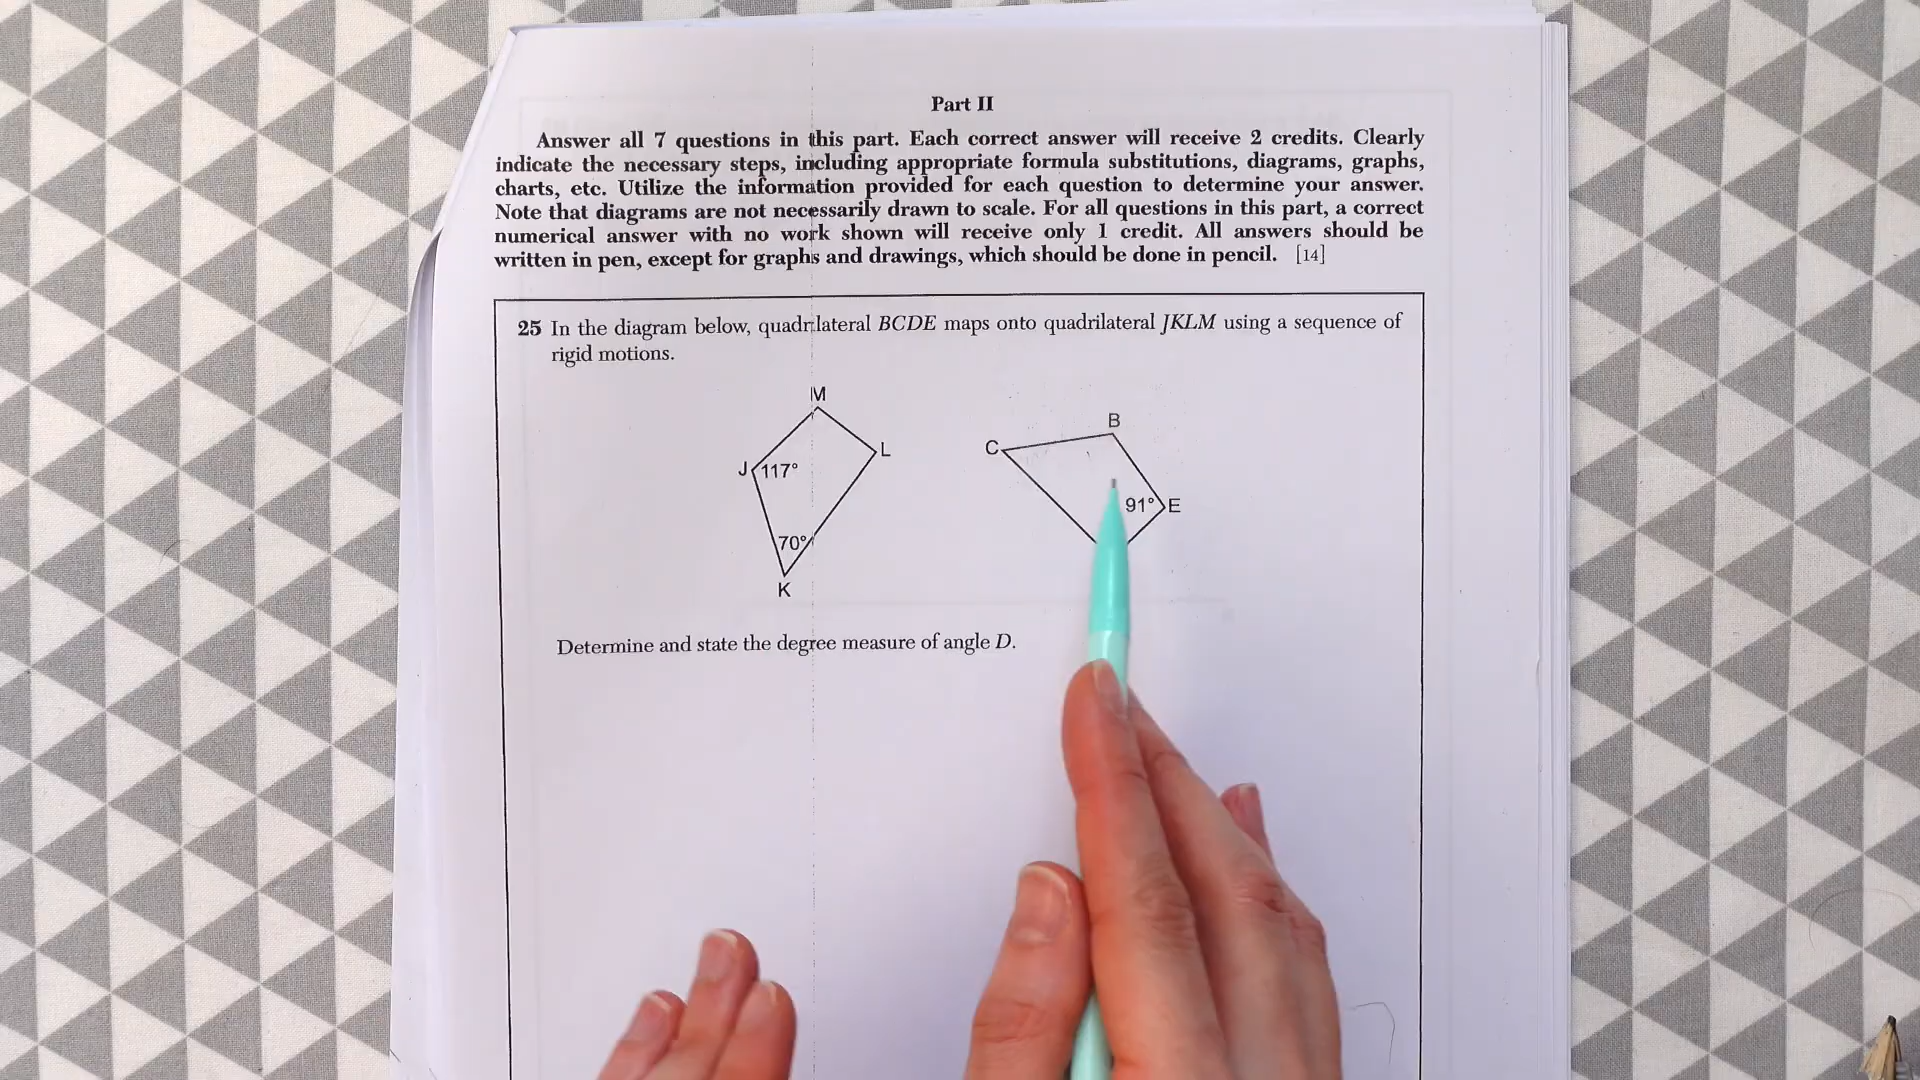 Part II
Answer all 7 questions in this part. Each correct answer will receive 2 credits. Clearly
indicate the necessary steps, including appropriate formula substitutions, diagrams, graphs,
charts, etc. Utilize the information provided for each question to determine your answer.
Note that diagrams are not necessarily drawn to scale. For all questions in this part, a correct
numerical answer with no work shown will receive only 1 credit. All answers should be
written in pen, except for graphs and drawings, which should be done in pencil. [14]
25 In the diagram below, quadrilateral BCDE maps onto quadrilateral JKLM using a sequence of
rigid motions.
M
B
C
L
J
117°
91°
E
70°
K
Determine and state the degree measure of angle D.